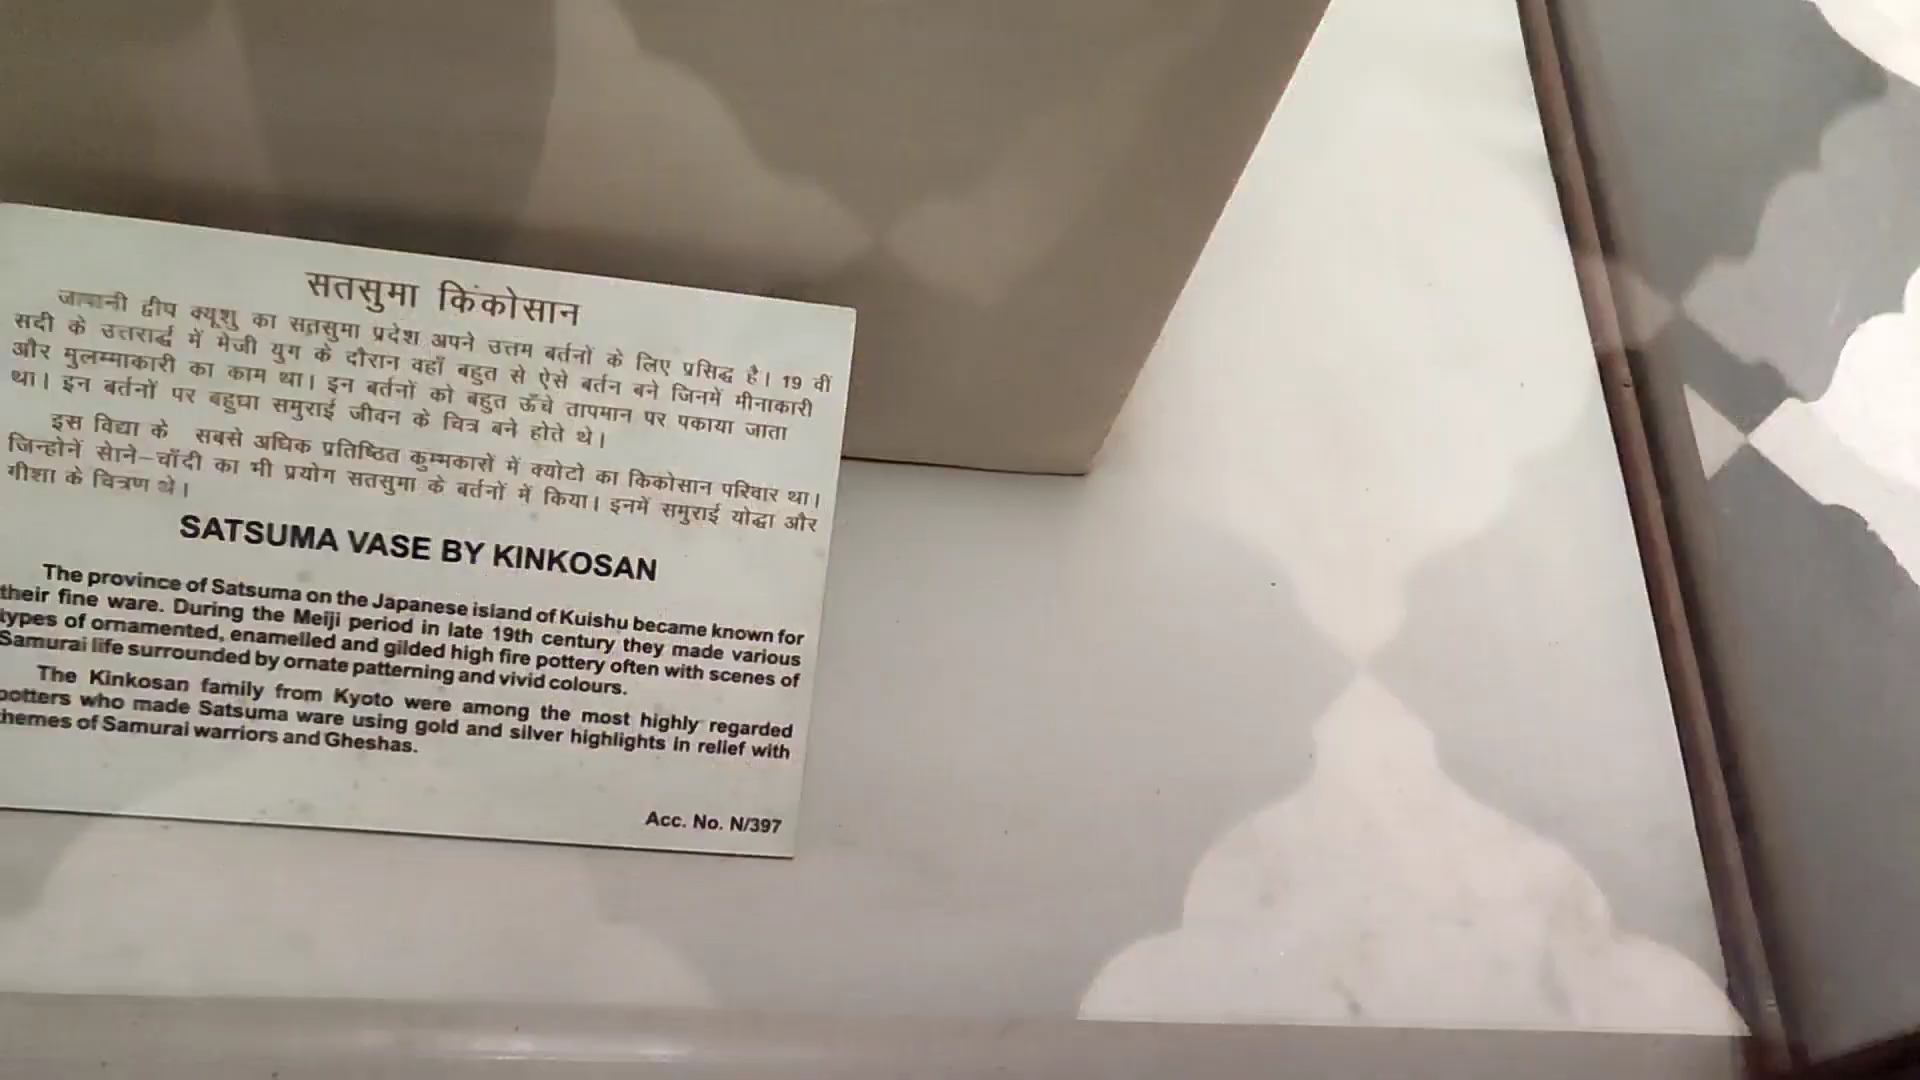 सतसुमा किंकोसान
जापानी द्वीप क्यूशु का सतसुमा प्रदेश अपने उत्तम बर्तनों के लिए प्रसिद्ध है। 19 वीं
सदी के उत्तरार्द्ध में मेजी युग के दौरान वहाँ बहुत से ऐसे बर्तन बने जिनमें मीनाकारी
और मुलम्माकारी का काम था। इन बर्तनों को बहुत ऊँचे तापमान पर पकाया जाता
था। इन बर्तनों पर बहुधा समुराई जीवन के चित्र बने होते थे।
इस विद्या के सबसे अधिक प्रतिष्ठित कुम्भकारों में क्योटो का किंकोसान परिवार था।
जिन्होनें सोने-चाँदी का भी प्रयोग सतसुमा के बर्तनों में किया। इनमें समुराई योद्धा और
गीशा के चित्रण थे।
SATSUMA VASE BY KINKOSAN
The province of Satsuma on the Japanese island of Kuishu became known for
their fine ware. During the Meiji period in late 19th century they made various
types of ornamented, enamelled and gilded high fire pottery often with scenes of
Samurai life surrounded by ornate patterning and vivid colours.
The Kinkosan family from Kyoto were among the most highly regarded
potters who made Satsuma ware using gold and silver highlights in relief with
themes of Samurai warriors and Gheshas.
Acc. No. N/397